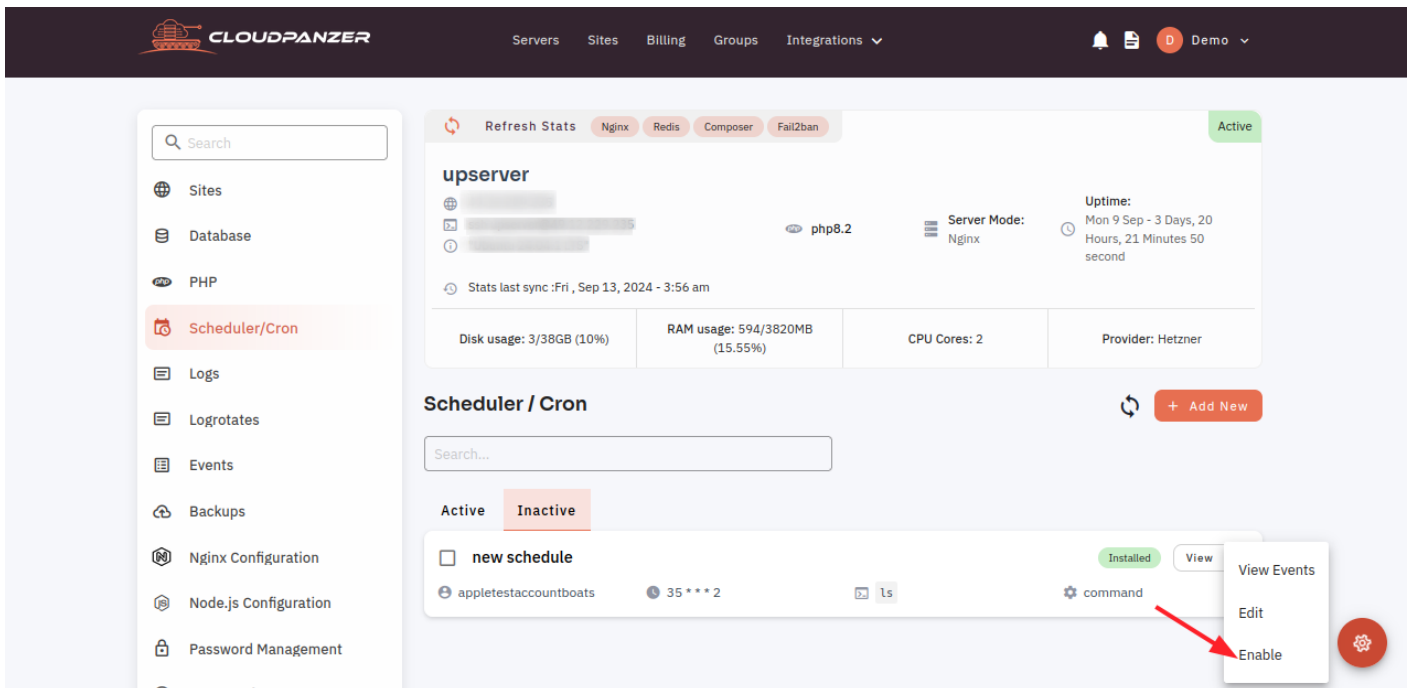 CLOUDPANZER
Servers Sites Billing Groups Integrations
D Demo
Search
Sites
Database
PHP
Scheduler/Cron
Logs
Logrotates
Events
Backups
Nginx Configuration
Node.js Configuration
Password Management
Refresh Stats Nginx Redis Composer Fail2ban
Active
upserver
php php8.2
Server Mode:
Nginx
Uptime:
Mon 9 Sep - 3 Days, 20
Hours, 21 Minutes 50
second
Stats last sync :Fri , Sep 13, 2024 - 3:56 am
Disk usage: 3/38GB (10%)
RAM usage: 594/3820MB
(15.55%)
CPU Cores: 2
Provider: Hetzner
Scheduler / Cron
+ Add New
Search...
Active Inactive
new schedule
Installed View
appletestaccountboats 35 * * * 2 ls command
View Events
Edit
Enable